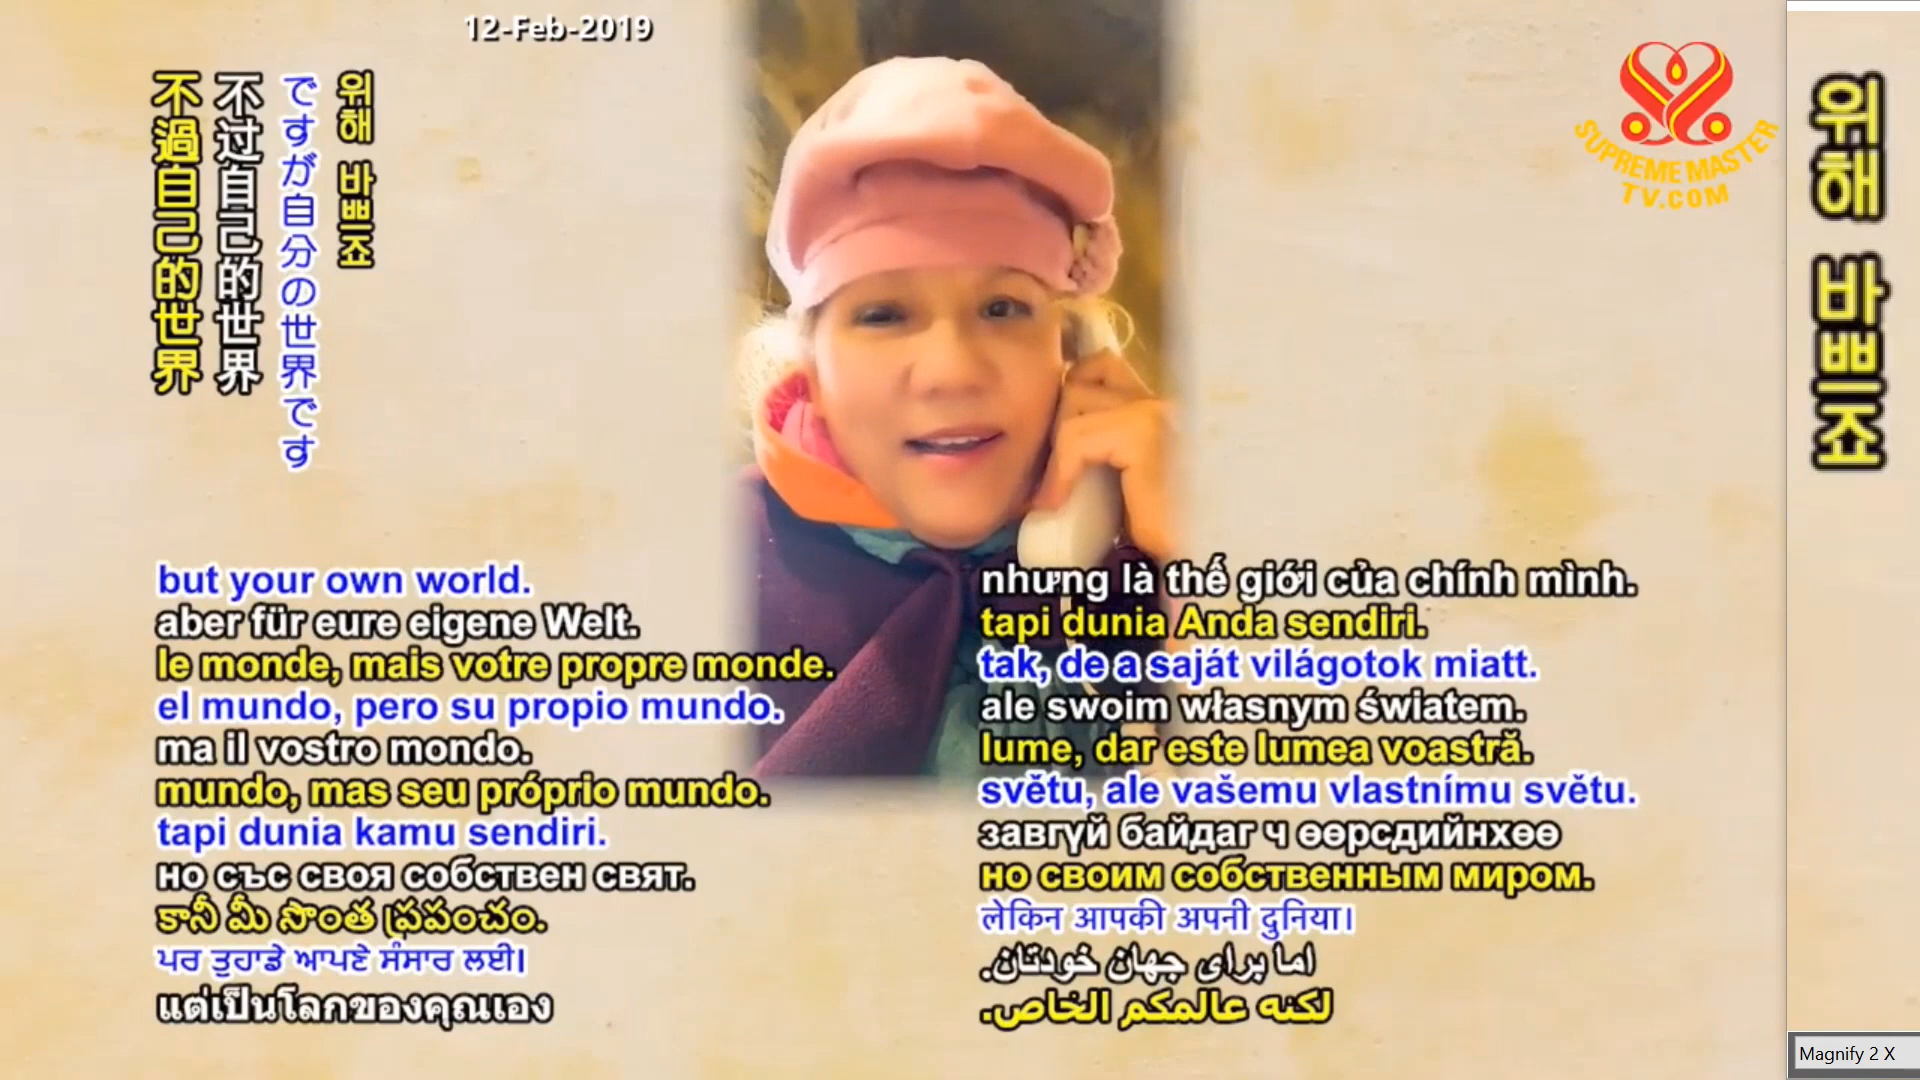 12-Feb-2019
위해 바쁘죠
ですが自分の世界です
不过自己的世界
不過自己的世界
SUPREME MASTER
TV.COM
위해 바쁘죠
but your own world.
aber für eure eigene Welt.
le monde, mais votre propre monde.
el mundo, pero su propio mundo.
ma il vostro mondo.
mundo, mas seu próprio mundo.
tapi dunia kamu sendiri.
но със своя собствен свят.
కానీ మీ సొంత ప్రపంచం.
ਪਰ ਤੁਹਾਡੇ ਆਪਣੇ ਸੰਸਾਰ ਲਈ।
แต่เป็นโลกของคุณเอง
nhưng là thế giới của chính mình.
tapi dunia Anda sendiri.
tak, de a saját világotok miatt.
ale swoim własnym światem.
lume, dar este lumea voastră.
světu, ale vašemu vlastnímu světu.
завгүй байдаг ч өөрсдийнхөө
но своим собственным миром.
लेकिन आपकी अपनी दुनिया।
اما برای جهان خودتان.
لكنه عالمكم الخاص.
Magnify 2 X